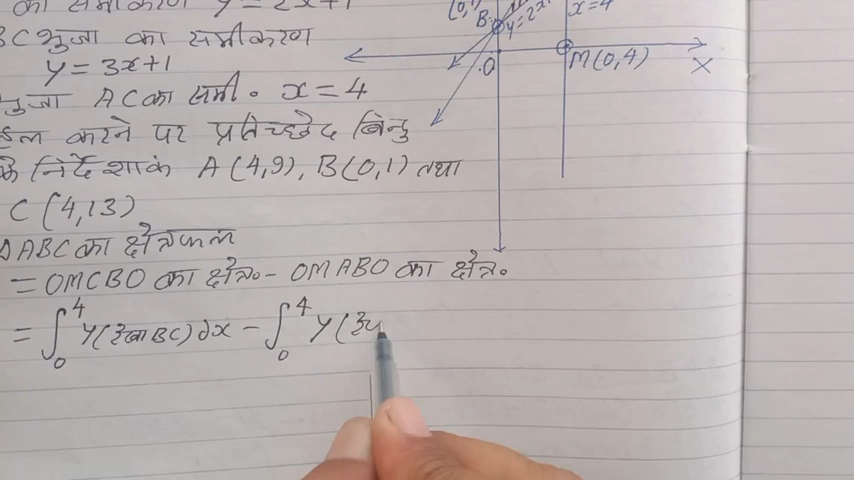 का समीकरण y = 2x+1
BC भुजा का समीकरण
y = 3x+1
भुजा AC का समी० x = 4
हल करने पर प्रतिच्छेद बिन्दु
के निर्देशांक A (4,9), B(0,1) तथा
C (4,13)
ΔABC का क्षेत्रफल
= OMCBO का क्षेत्र०- OMABO का क्षेत्र०
= ∫₀⁴ y(रेखा BC) dx - ∫₀⁴ y (रे
B
y=2x
x=4
O
M(0,4)
X